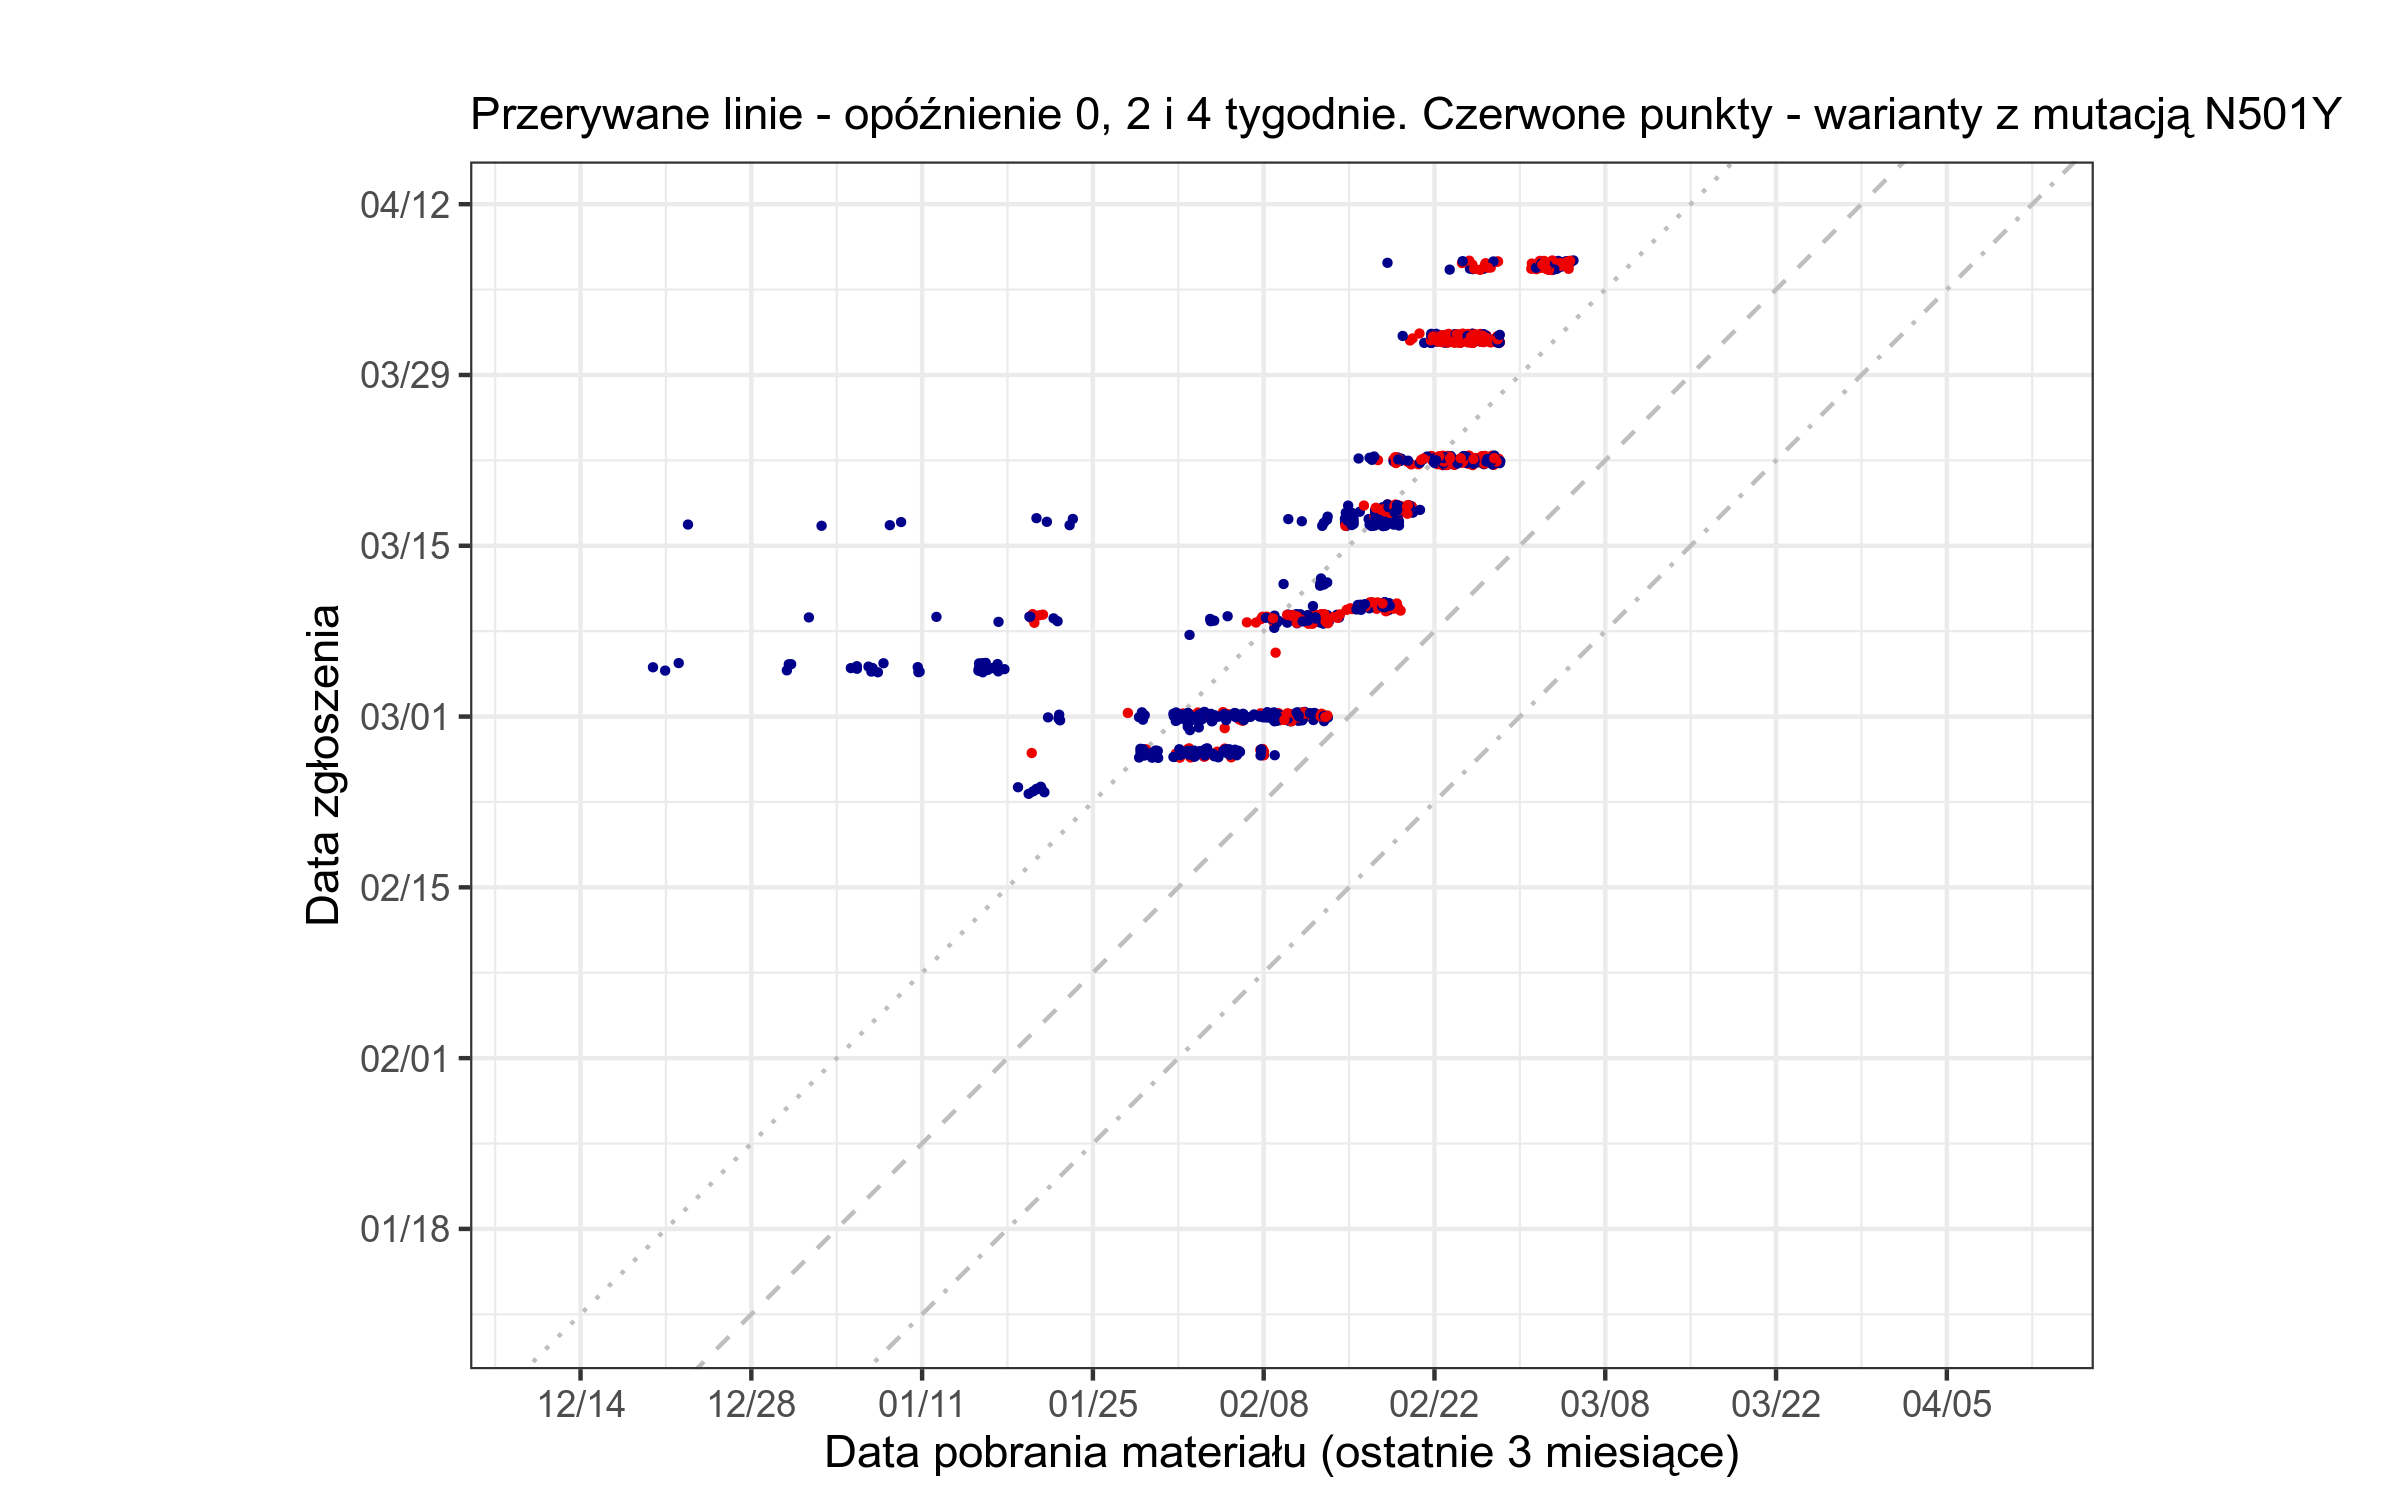 Przerywane linie - opóźnienie 0, 2 i 4 tygodnie. Czerwone punkty - warianty z mutacją N501Y
04/12
03/29
03/15
03/01
02/15
02/01
01/18
Data zgłoszenia
12/14 12/28 01/11 01/25 02/08 02/22 03/08 03/22 04/05
Data pobrania materiału (ostatnie 3 miesiące)